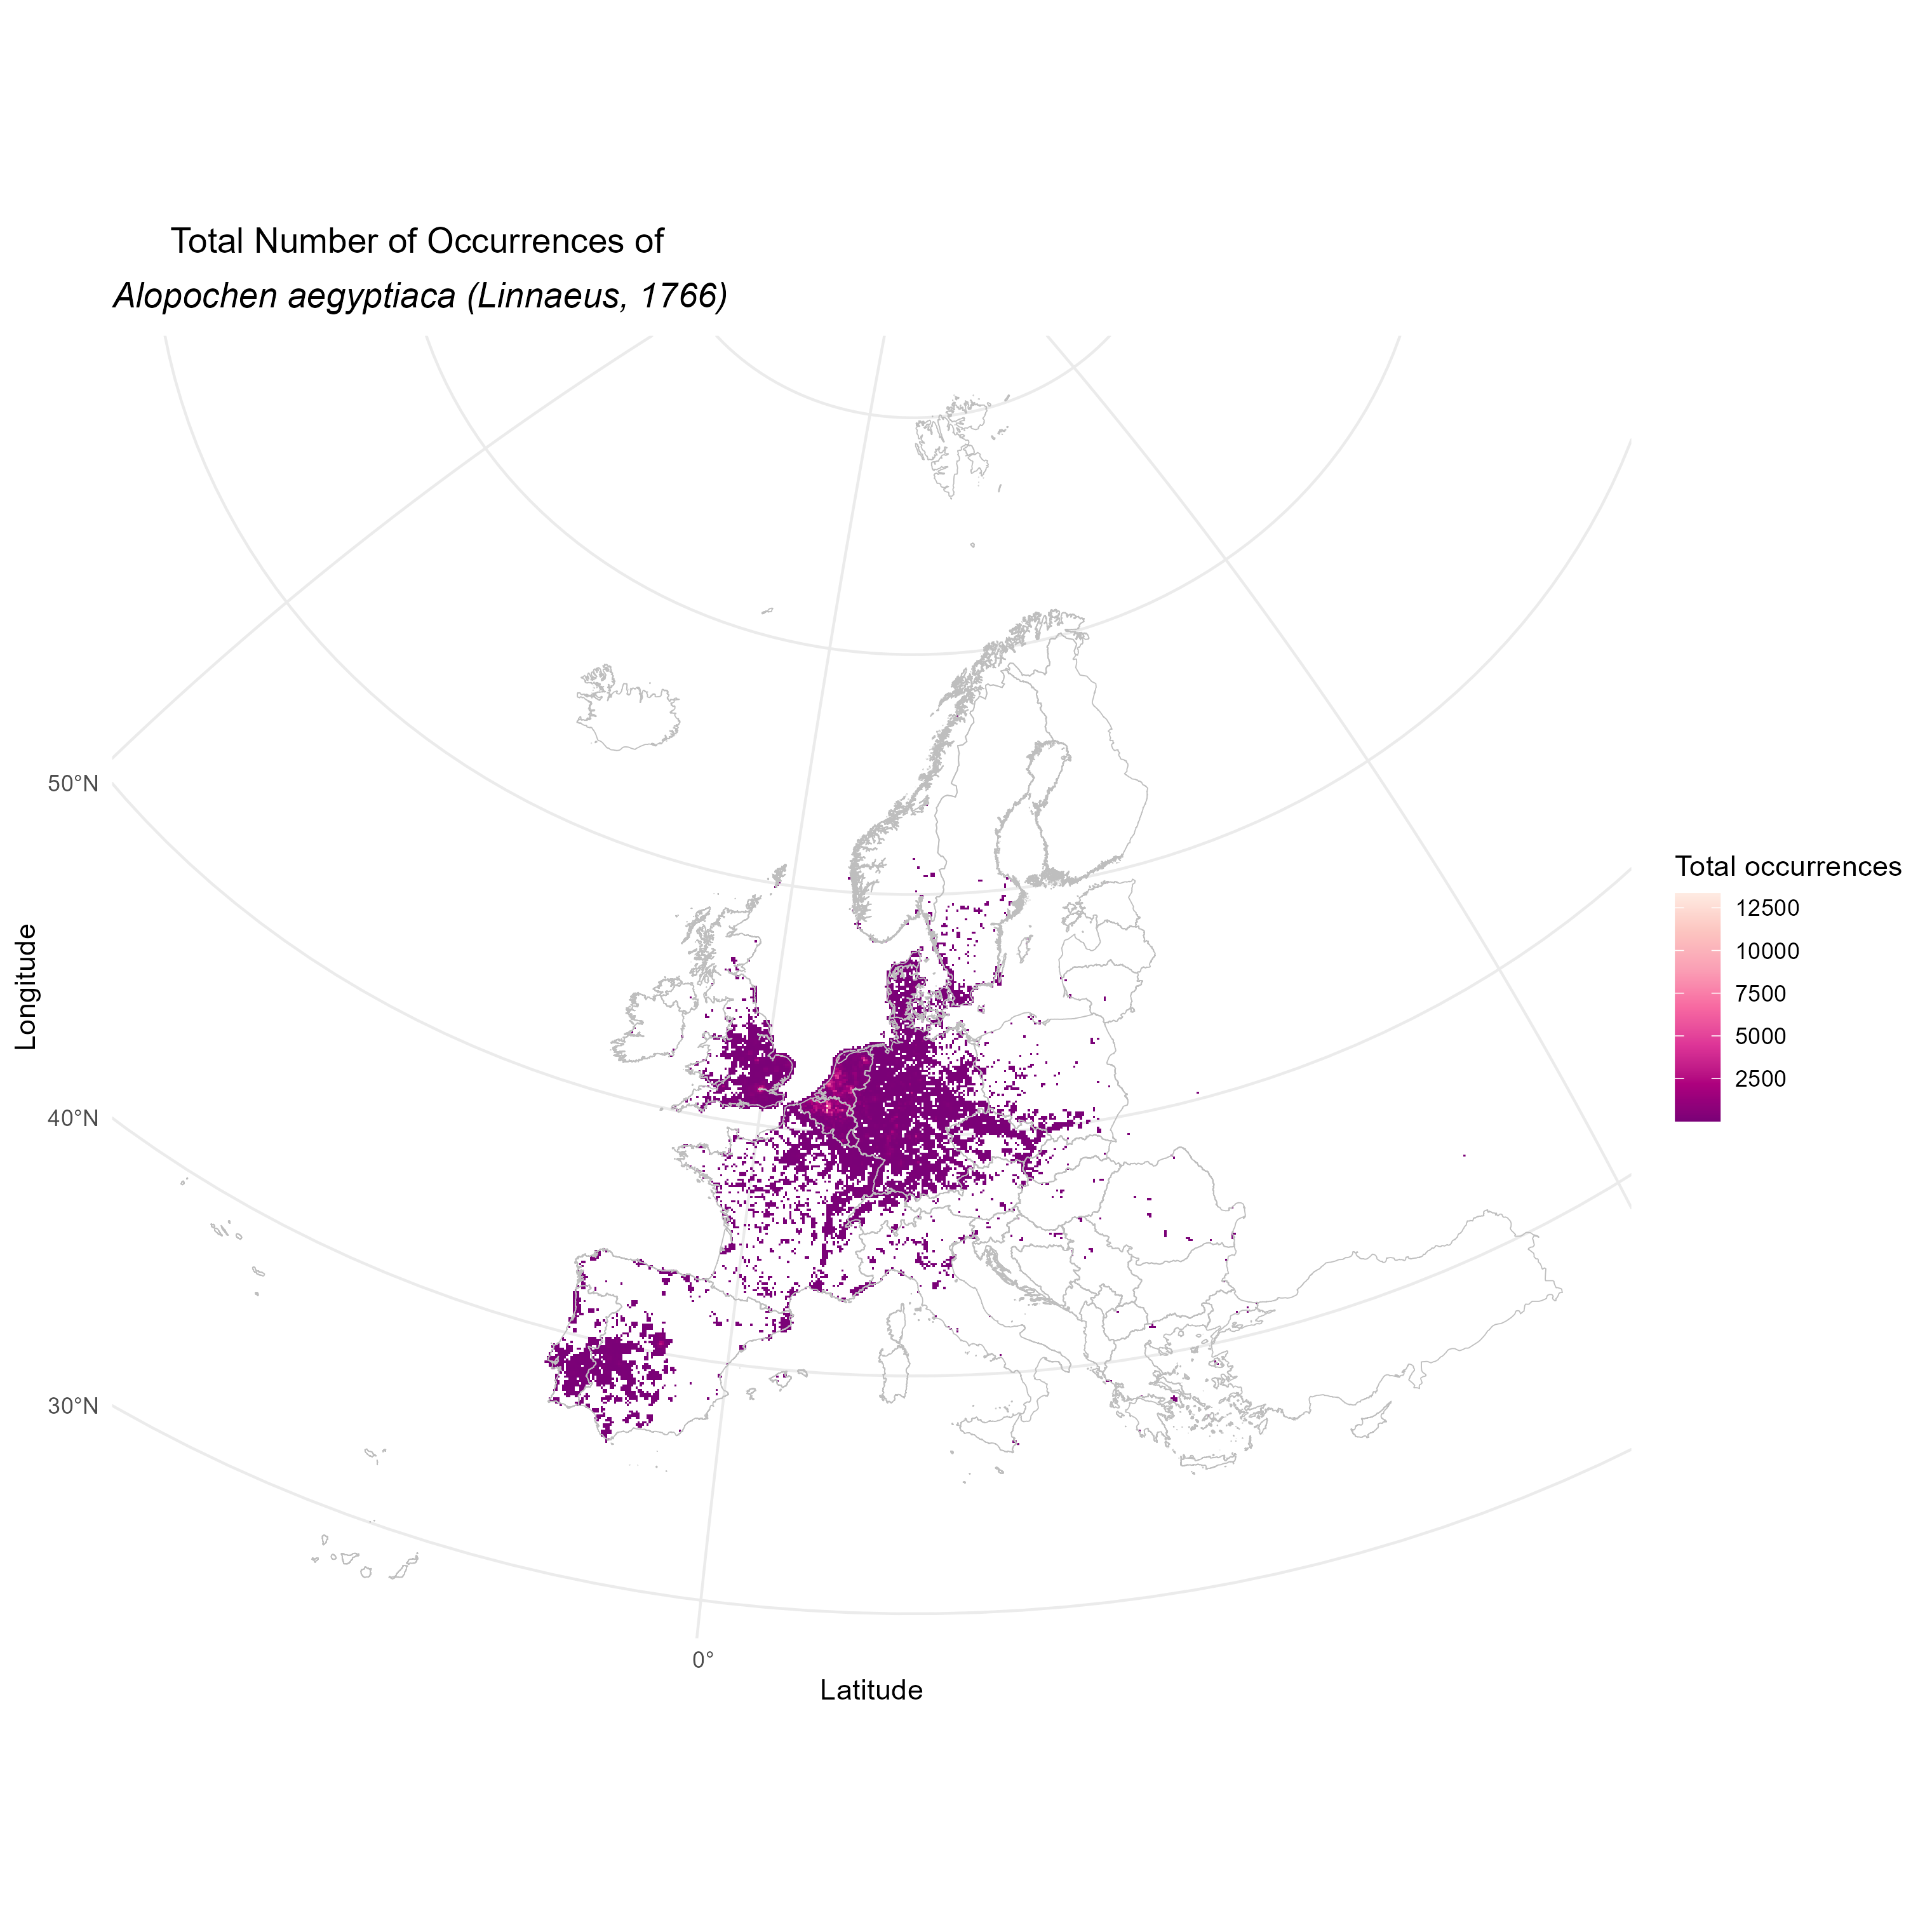 Total Number of Occurrences of
Alopochen aegyptiaca (Linnaeus, 1766)
50°N
40°N
30°N
Longitude
0°
Latitude
Total occurrences
12500
10000
7500
5000
2500